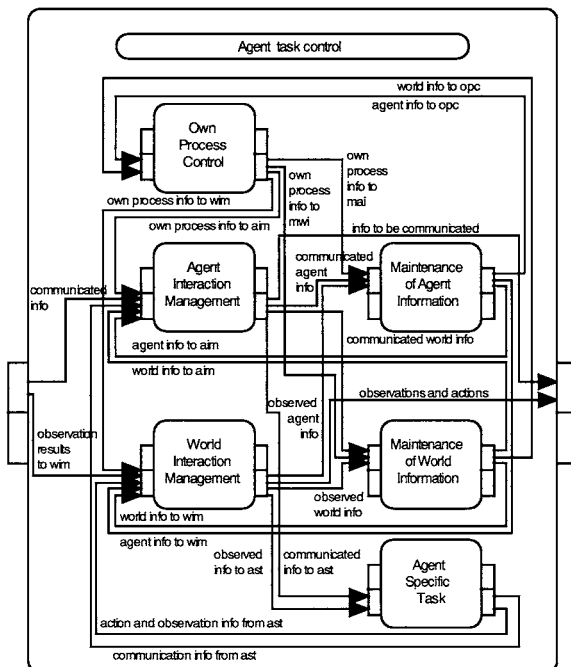 Agent task control
world info to opc
agent info to opc
Own
Process
Control
own
process
info to
mai
own
process
info to
mwi
own process info to wim
own process info to aim
info to be communicated
communicated
info
Agent
Interaction
Management
communicated
agent
info
Maintenance
of Agent
Information
agent info to aim
world info to aim
communicated world info
observed
agent
info
observations and actions
observation
results
to wim
World
Interaction
Management
Maintenance
of World
Information
observed
world info
world info to wim
agent info to wim
observed
info to ast
communicated
info to ast
Agent
Specific
Task
action and observation info from ast
communication info from ast